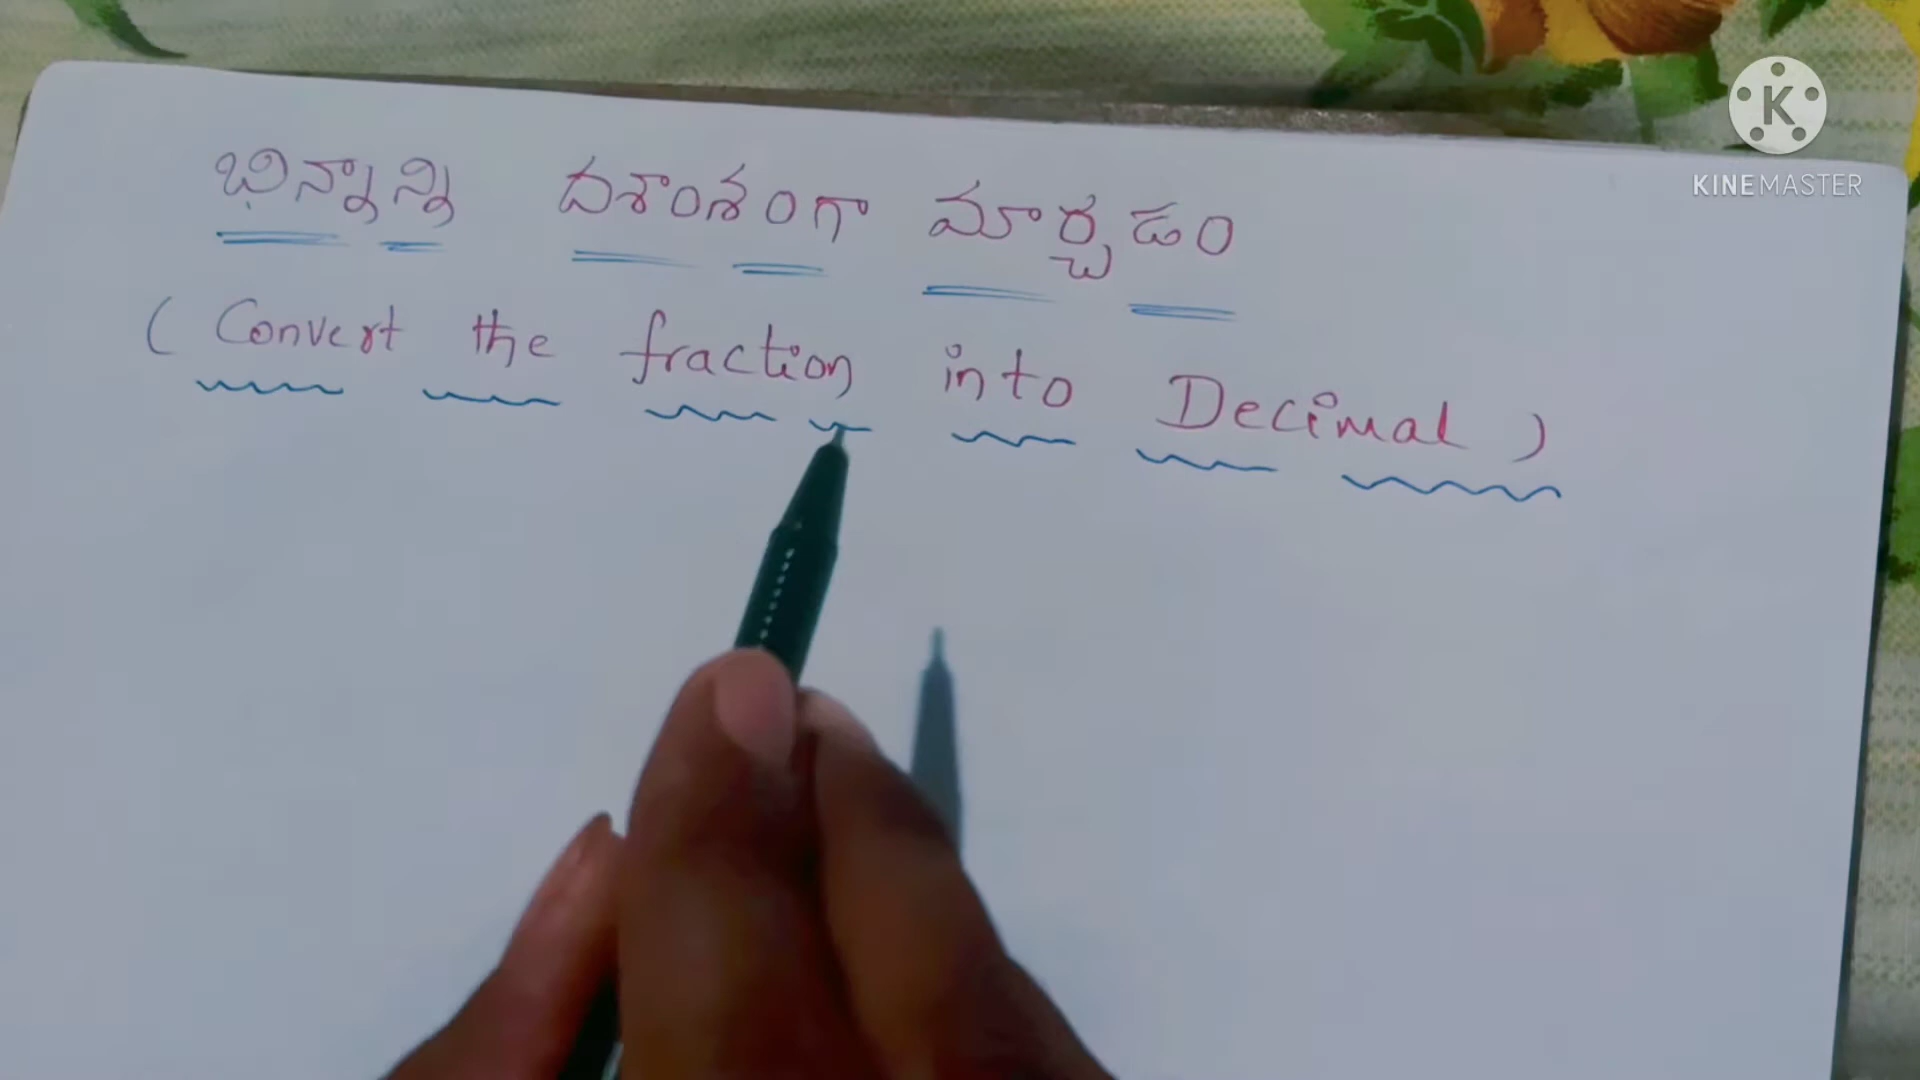 భిన్నాన్ని దశాంశంగా మార్చడం
( Convert the fraction into Decimal )
K
KINEMASTER